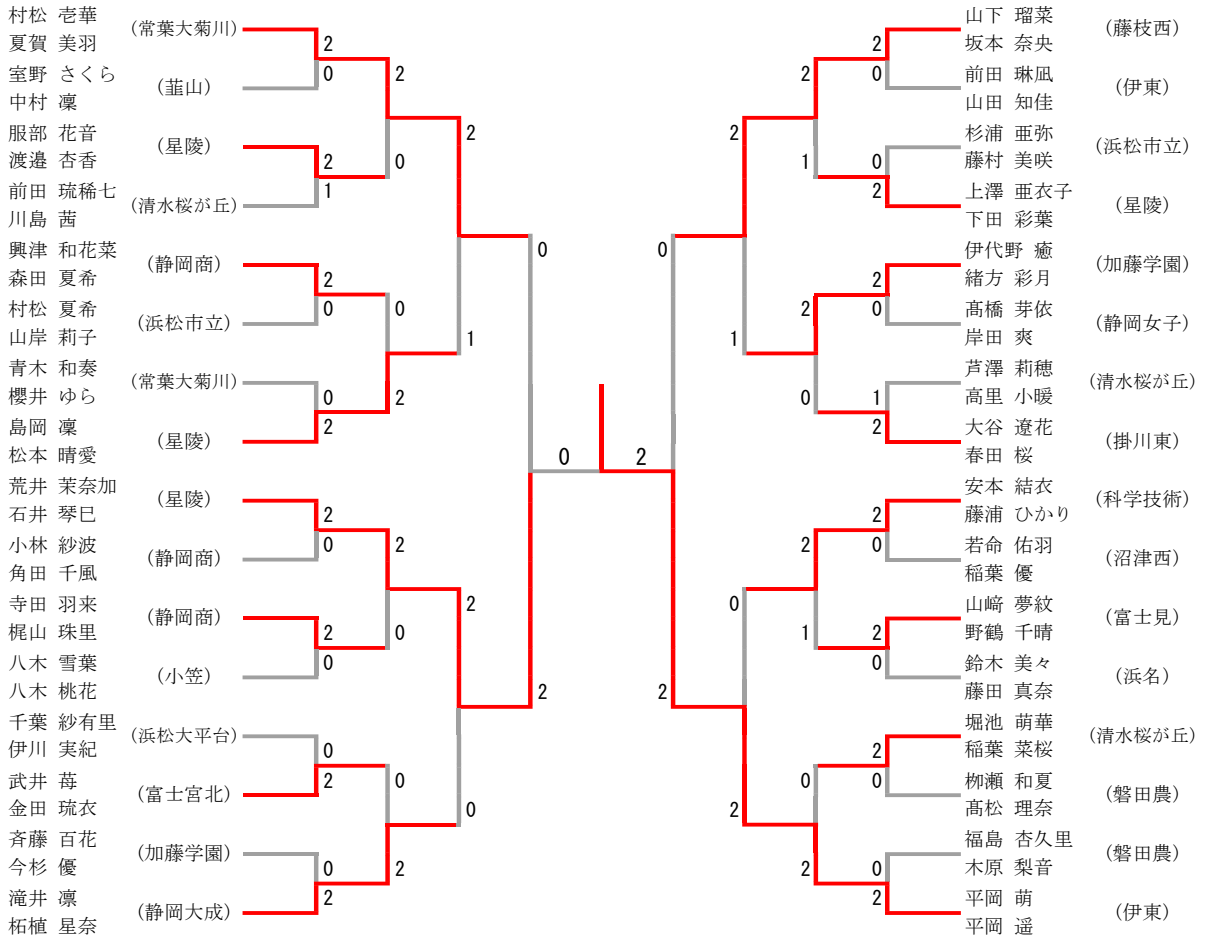 村松 壱華
夏賀 美羽
(常葉大菊川)
2
室野 さくら
中村 凜
(韮山)
0
2
服部 花音
渡邉 杏香
(星陵)
2
0
前田 琉稀七
川島 茜
(清水桜が丘)
1
2
興津 和花菜
森田 夏希
(静岡商)
2
村松 夏希
山岸 莉子
(浜松市立)
0
0
青木 和奏
櫻井 ゆら
(常葉大菊川)
0
2
島岡 凜
松本 晴愛
(星陵)
2
1
0
荒井 茉奈加
石井 琴巳
(星陵)
2
小林 紗波
角田 千風
(静岡商)
0
2
寺田 羽来
梶山 珠里
(静岡商)
2
0
八木 雪葉
八木 桃花
(小笠)
0
2
千葉 紗有里
伊川 実紀
(浜松大平台)
0
武井 苺
金田 琉衣
(富士宮北)
2
0
斉藤 百花
今杉 優
(加藤学園)
0
2
滝井 凛
柘植 星奈
(静岡大成)
2
0
2
0
2
山下 瑠菜
坂本 奈央
(藤枝西)
2
前田 琳凪
山田 知佳
(伊東)
0
2
杉浦 亜弥
藤村 美咲
(浜松市立)
0
1
上澤 亜衣子
下田 彩葉
(星陵)
2
2
伊代野 癒
緒方 彩月
(加藤学園)
2
髙橋 芽依
岸田 爽
(静岡女子)
0
2
芦澤 莉穂
高里 小暖
(清水桜が丘)
1
0
大谷 遼花
春田 桜
(掛川東)
2
1
0
安本 結衣
藤浦 ひかり
(科学技術)
2
若命 佑羽
稲葉 優
(沼津西)
0
2
山﨑 夢紋
野鶴 千晴
(富士見)
2
1
鈴木 美々
藤田 真奈
(浜名)
0
0
堀池 萌華
稲葉 菜桜
(清水桜が丘)
2
栁瀬 和夏
髙松 理奈
(磐田農)
0
0
福島 杏久里
木原 梨音
(磐田農)
0
2
平岡 萌
平岡 遥
(伊東)
2
2
2